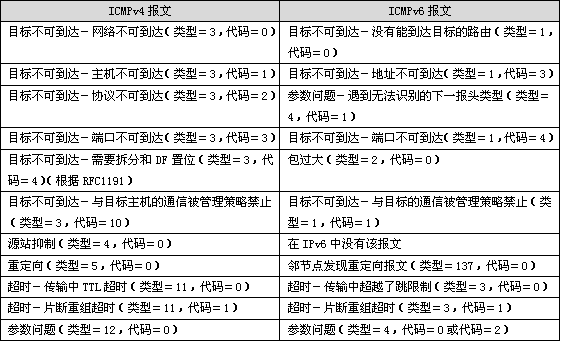 ICMPv4 报文
ICMPv6 报文
目标不可到达－网络不可到达(类型=3,代码=0)
目标不可到达－没有能到达目标的路由(类型=1,
代码=0)
目标不可到达－主机不可到达(类型=3,代码=1)
目标不可到达－地址不可到达(类型=1,代码=3)
目标不可到达－协议不可到达(类型=3,代码=2)
参数问题－遇到无法识别的下一报头类型(类型=
4,代码=1)
目标不可到达－端口不可到达(类型=3,代码=3)
目标不可到达－端口不可到达(类型=1,代码=4)
目标不可到达－需要拆分和 DF 置位(类型=3,代
码=4)(根据 RFC1191)
包过大(类型=2,代码=0)
目标不可到达－与目标主机的通信被管理策略禁止
(类型=3,代码=10)
目标不可到达－与目标的通信被管理策略禁止(类
型=1,代码=1)
源站抑制(类型=4,代码=0)
在 IPv6 中没有该报文
重定向(类型=5,代码=0)
邻节点发现重定向报文(类型=137,代码=0)
超时－传输中 TTL 超时(类型=11,代码=0)
超时－传输中超越了跳限制(类型=3,代码=0)
超时－片断重组超时(类型=11,代码=1)
超时－片断重组超时(类型=3,代码=1)
参数问题(类型=12,代码=0)
参数问题(类型=4,代码=0或代码=2)